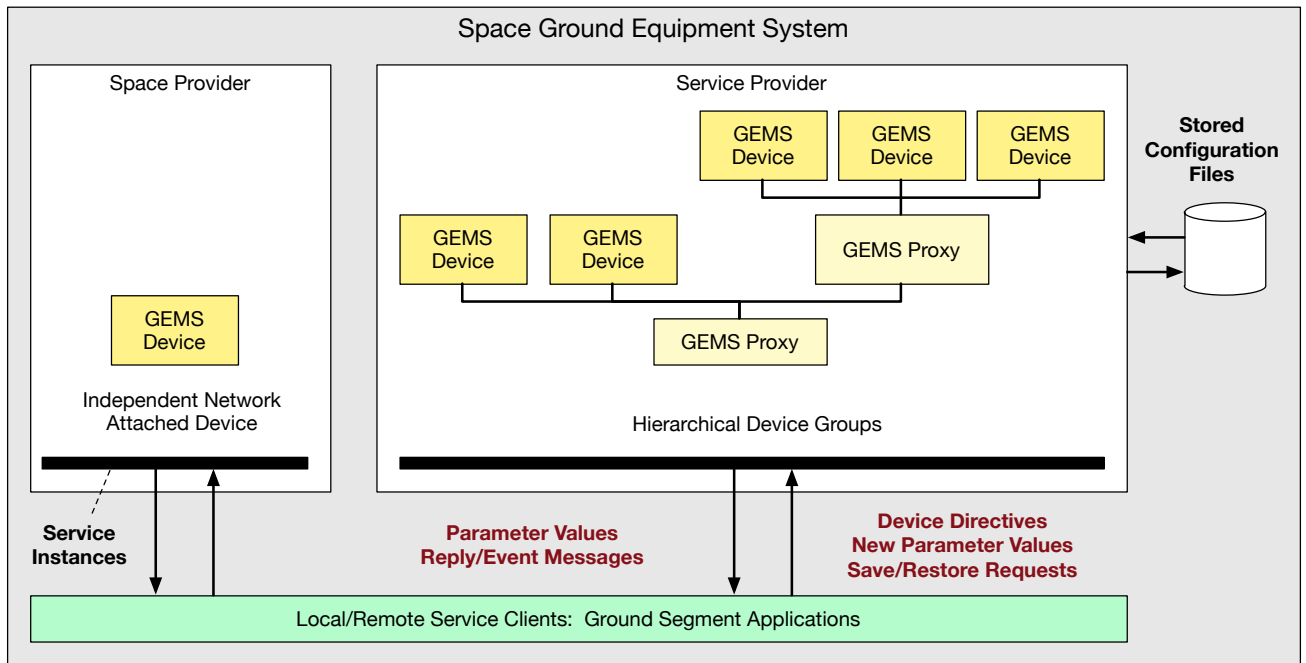 Space Ground Equipment System
Space Provider
Service Provider
GEMS
Device
GEMS
Device
GEMS
Device
Stored
Configuration
Files
GEMS
Device
GEMS
Device
GEMS Proxy
GEMS
Device
GEMS Proxy
Independent Network
Attached Device
Hierarchical Device Groups
Service
Instances
Parameter Values
Reply/Event Messages
Device Directives
New Parameter Values
Save/Restore Requests
Local/Remote Service Clients: Ground Segment Applications